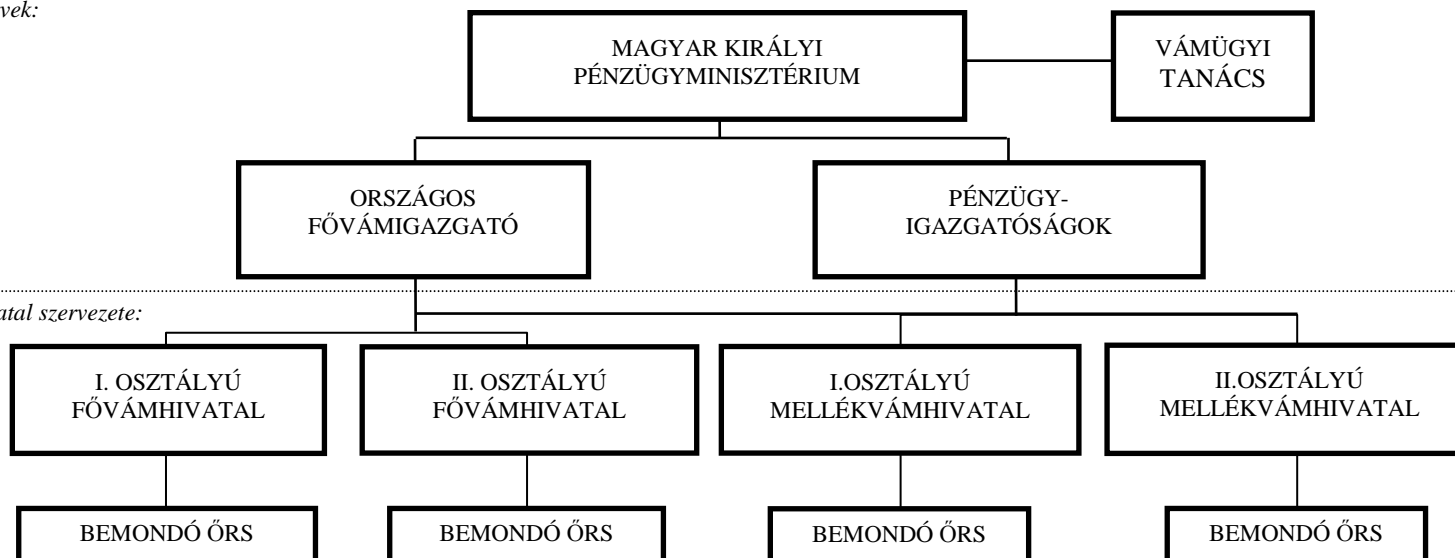 vek:
MAGYAR KIRÁLYI
PÉNZÜGYMINISZTÉRIUM
VÁMÜGYI
TANÁCS
ORSZÁGOS
FŐVÁMIGAZGATÓ
PÉNZÜGY-
IGAZGATÓSÁGOK
atal szervezete:
I. OSZTÁLYÚ
FŐVÁMHIVATAL
II. OSZTÁLYÚ
FŐVÁMHIVATAL
I.OSZTÁLYÚ
MELLÉKVÁMHIVATAL
II.OSZTÁLYÚ
MELLÉKVÁMHIVATAL
BEMONDÓ ŐRS
BEMONDÓ ŐRS
BEMONDÓ ŐRS
BEMONDÓ ŐRS